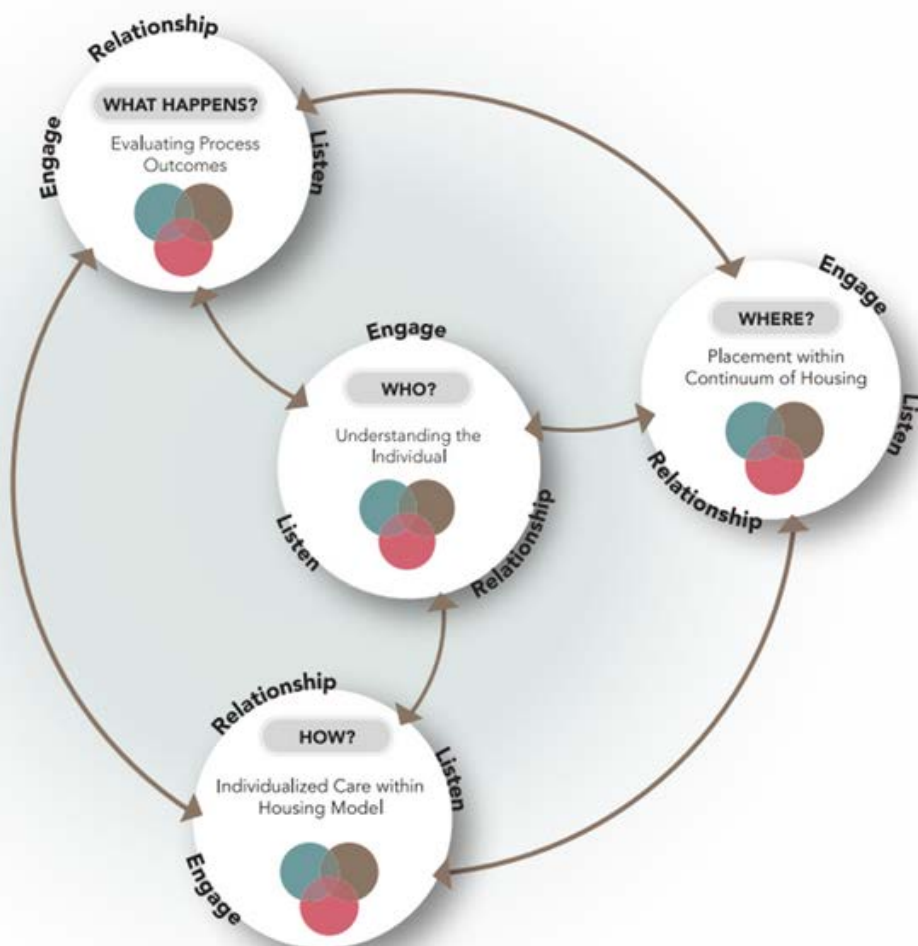 Relationship
Engage
Listen
WHAT HAPPENS?
Evaluating Process
Outcomes
Engage
Listen
Relationship
WHERE?
Placement within
Continuum of Housing
Engage
Listen
Relationship
WHO?
Understanding the
Individual
Relationship
Listen
Engage
HOW?
Individualized Care within
Housing Model